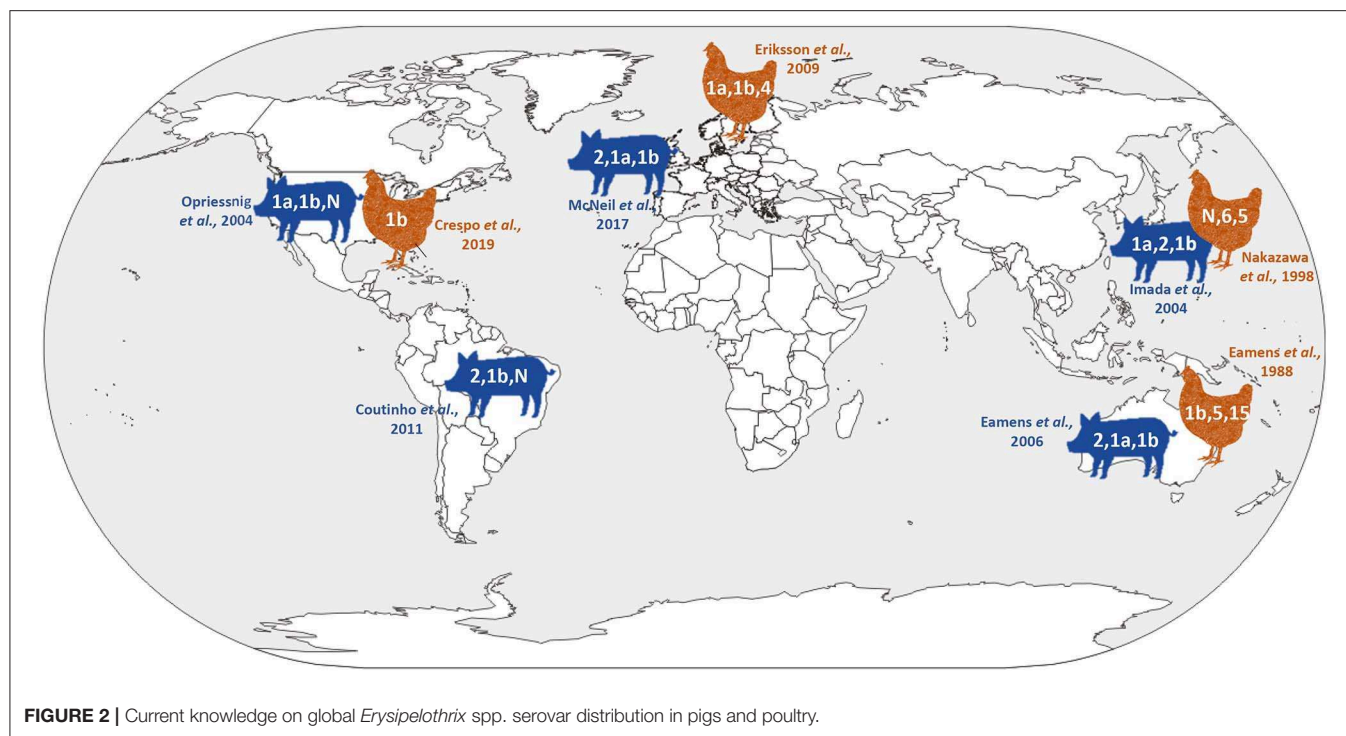 Eriksson et al.,
2009
1a,1b,4
2,1a,1b
McNeil et al.,
2017
Opriessnig
et al., 2004
1a,1b,N
1b
Crespo et al.,
2019
N,6,5
1a,2,1b
Nakazawa
et al., 1998
Imada et al.,
2004
2,1b,N
Coutinho et al.,
2011
Eamens et al.,
1988
1b,5,15
Eamens et al.,
2006
2,1a,1b
FIGURE 2 | Current knowledge on global Erysipelothrix spp. serovar distribution in pigs and poultry.